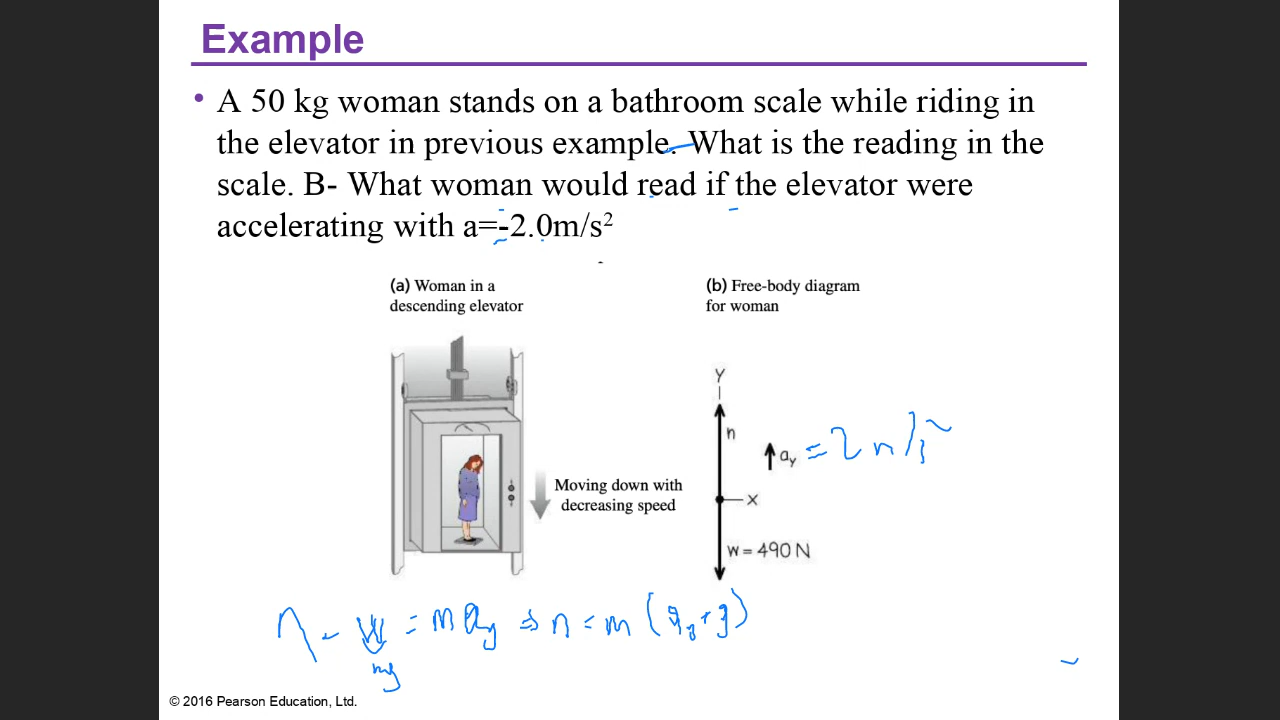 Example
• A 50 kg woman stands on a bathroom scale while riding in
the elevator in previous example. What is the reading in the
scale. B- What woman would read if the elevator were
accelerating with a=-2.0m/s²
(a) Woman in a
descending elevator
(b) Free-body diagram
for woman
y
n
ay = 2 m/s²
x
Moving down with
decreasing speed
w = 490 N
n - w = m ay ⇒ n = m (ay + g)
mg
© 2016 Pearson Education, Ltd.